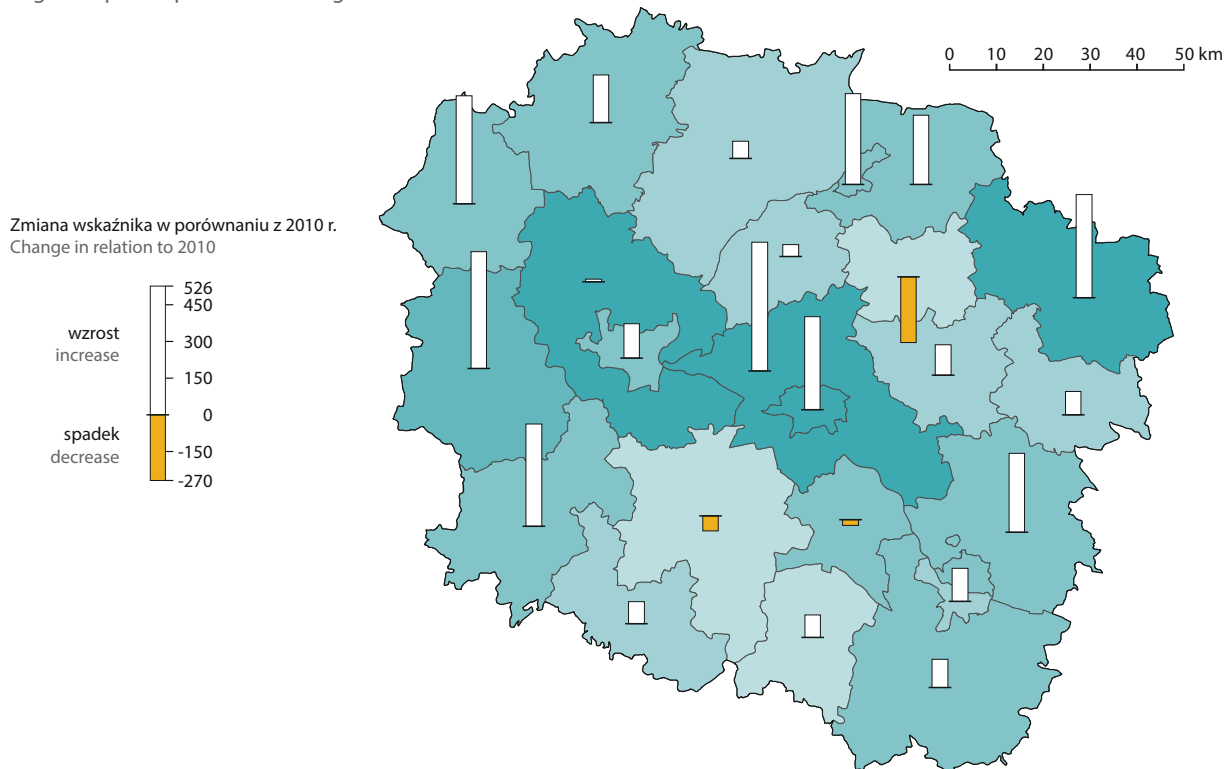 0 10 20 30 40 50 km
Zmiana wskaźnika w porównaniu z 2010 r.
Change in relation to 2010
526
450
wzrost
300
increase
150
0
spadek
decrease
-150
-270